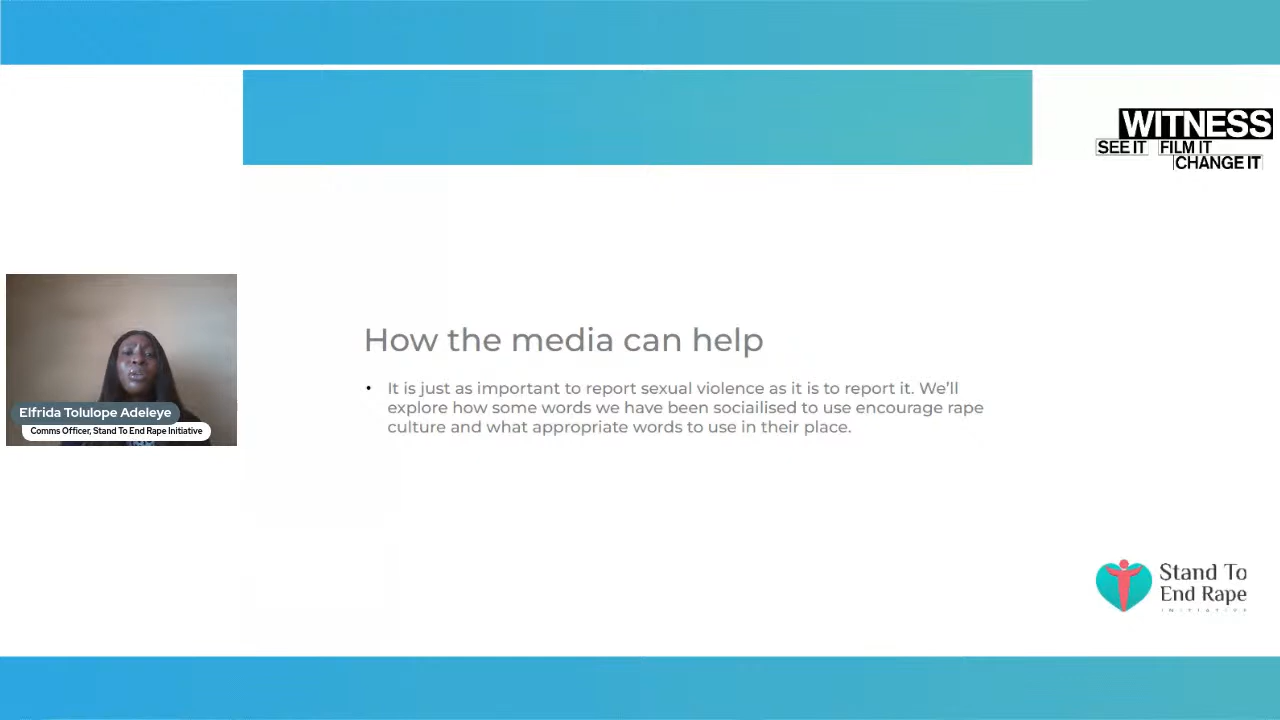 WITNESS
SEE IT FILM IT
CHANGE IT
How the media can help
• It is just as important to report sexual violence as it is to report it. We’ll
explore how some words we have been sociailised to use encourage rape
culture and what appropriate words to use in their place.
Elfrida Tolulope Adeleye
Comms Officer, Stand To End Rape Initiative
Stand To
End Rape
INITIATIVE